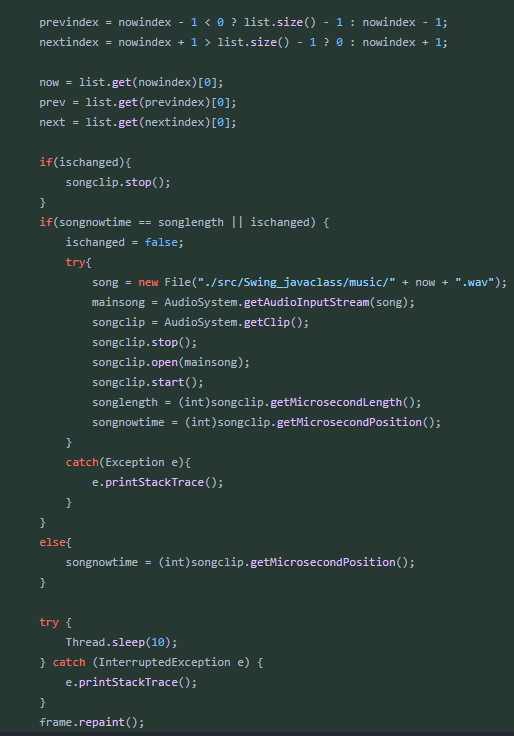 previndex = nowindex - 1 < 0 ? list.size() - 1 : nowindex - 1;
nextindex = nowindex + 1 > list.size() - 1 ? 0 : nowindex + 1;
now = list.get(nowindex)[0];
prev = list.get(previndex)[0];
next = list.get(nextindex)[0];
if(ischanged){
songclip.stop();
}
if(songnowtime == songlength || ischanged) {
ischanged = false;
try{
song = new File("./src/Swing_javaclass/music/" + now + ".wav");
mainsong = AudioSystem.getAudioInputStream(song);
songclip = AudioSystem.getClip();
songclip.stop();
songclip.open(mainsong);
songclip.start();
songlength = (int)songclip.getMicrosecondLength();
songnowtime = (int)songclip.getMicrosecondPosition();
}
catch(Exception e){
e.printStackTrace();
}
}
else{
songnowtime = (int)songclip.getMicrosecondPosition();
}
try {
Thread.sleep(10);
} catch (InterruptedException e) {
e.printStackTrace();
}
frame.repaint();